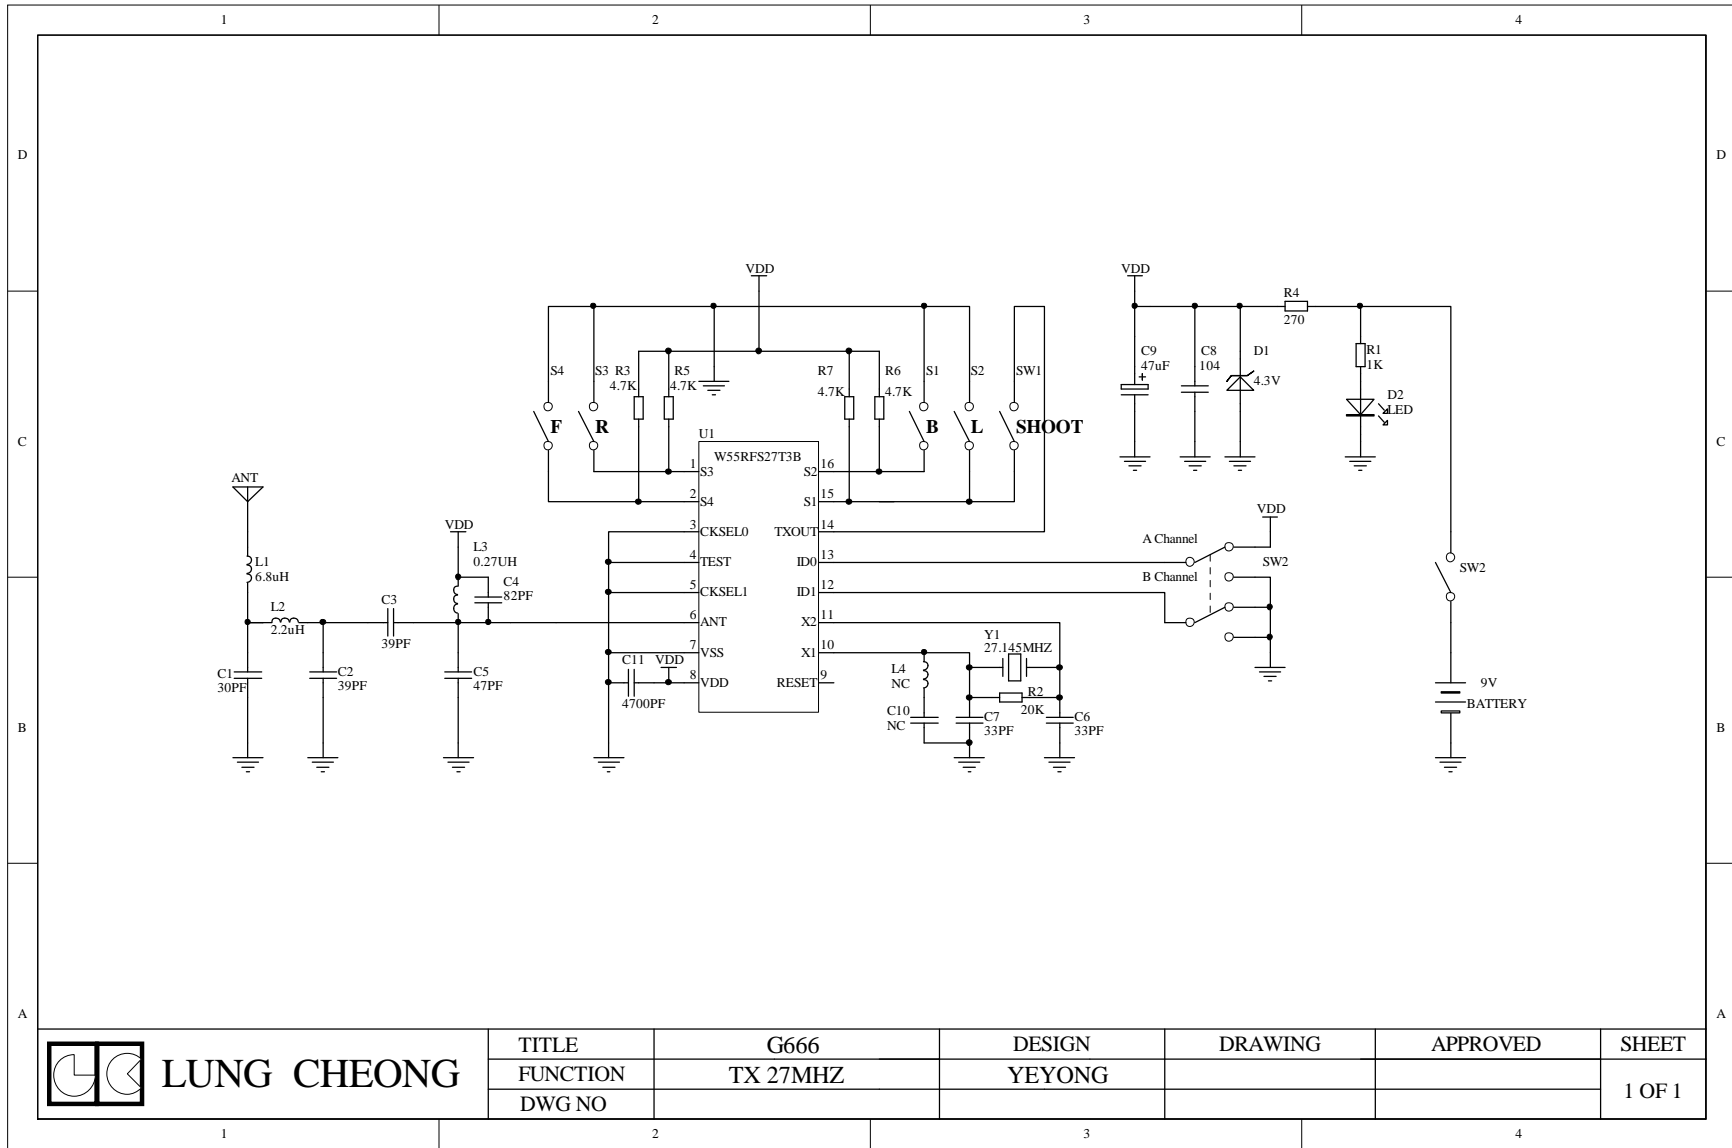 1 2 3 4
D D
VDD VDD
R4
270
S4 S3 R3 R5 R7 R6 S1 S2 SW1
4.7K 4.7K 4.7K 4.7K
C9 C8 D1 R1
47uF 104 1K
+ 4.3V
D2
LED
F R B L SHOOT
C C
U1
W55RFS27T3B
1 S3 S2 16
2 S4 S1 15
3 CKSEL0 TXOUT 14
4 TEST ID0 13
5 CKSEL1 ID1 12
6 ANT X2 11
7 VSS X1 10
8 VDD RESET 9
ANT
VDD
L1
6.8uH
L3
0.27UH
C4
82PF
L2
2.2uH
C3
39PF
C1
30PF
C2
39PF
C5
47PF
C11 VDD
4700PF
L4
NC
C10
NC
Y1
27.145MHZ
R2
20K
C7
33PF
C6
33PF
VDD
A Channel
SW2
B Channel
SW2
9V
BATTERY
B B
A A
LUNG CHEONG
TITLE G666 DESIGN DRAWING APPROVED SHEET
FUNCTION TX 27MHZ YEYONG
DWG NO 1 OF 1
1 2 3 4